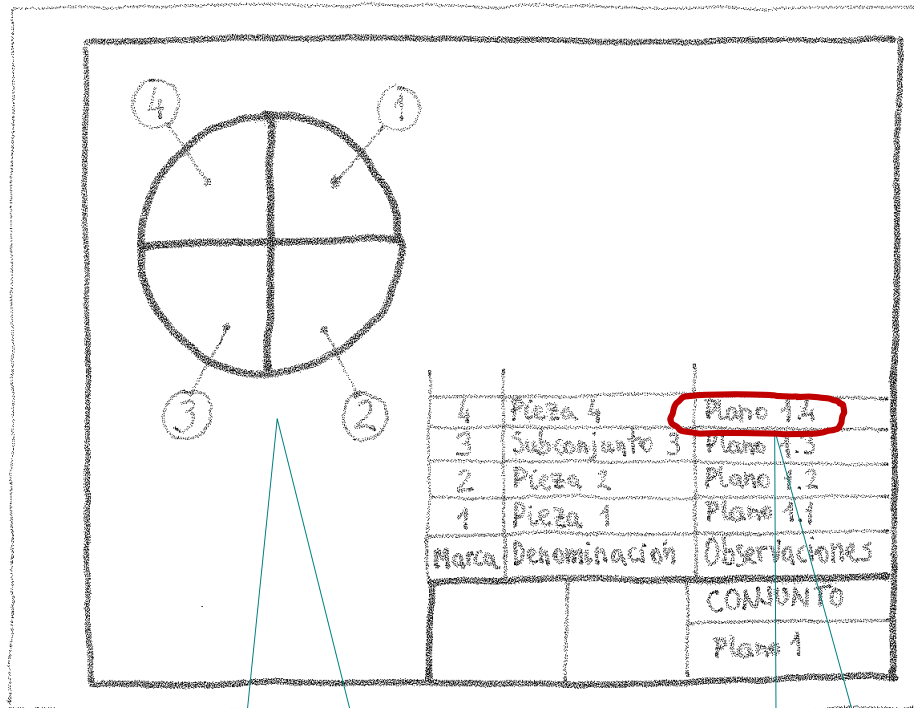 4
1
3
2
4 Pieza 4 Plano 1.4
3 Subconjunto 3 Plano 1.3
2 Pieza 2 Plano 1.2
1 Pieza 1 Plano 1.1
Marca Denominación Observaciones
CONJUNTO
Plano 1